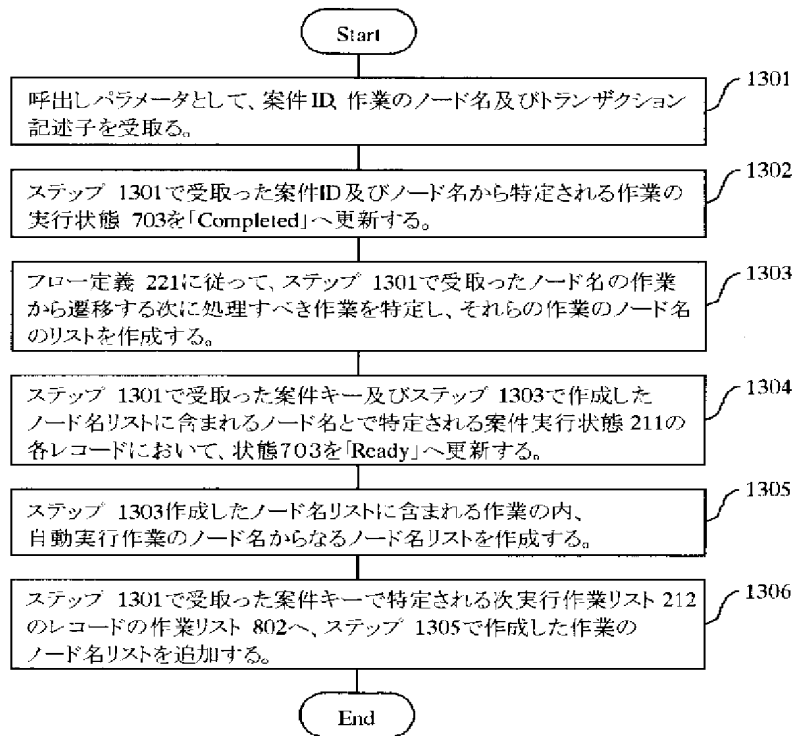 Start
1301
呼出しパラメータとして、案件ID、作業のノード名及びトランザクション
記述子を受取る。
1302
ステップ 1301で受取った案件ID及びノード名から特定される作業の
実行状態 703を「Completed」へ更新する。
1303
フロー定義 221に従って、ステップ 1301で受取ったノード名の作業
から遷移する次に処理すべき作業を特定し、それらの作業のノード名
のリストを作成する。
1304
ステップ 1301で受取った案件キー及びステップ 1303で作成した
ノード名リストに含まれるノード名とで特定される案件実行状態 211の
各レコードにおいて、状態703を「Ready」へ更新する。
1305
ステップ 1303作成したノード名リストに含まれる作業の内、
自動実行作業のノード名からなるノード名リストを作成する。
1306
ステップ 1301で受取った案件キーで特定される次実行作業リスト 212
のレコードの作業リスト 802へ、ステップ 1305で作成した作業の
ノード名リストを追加する。
End